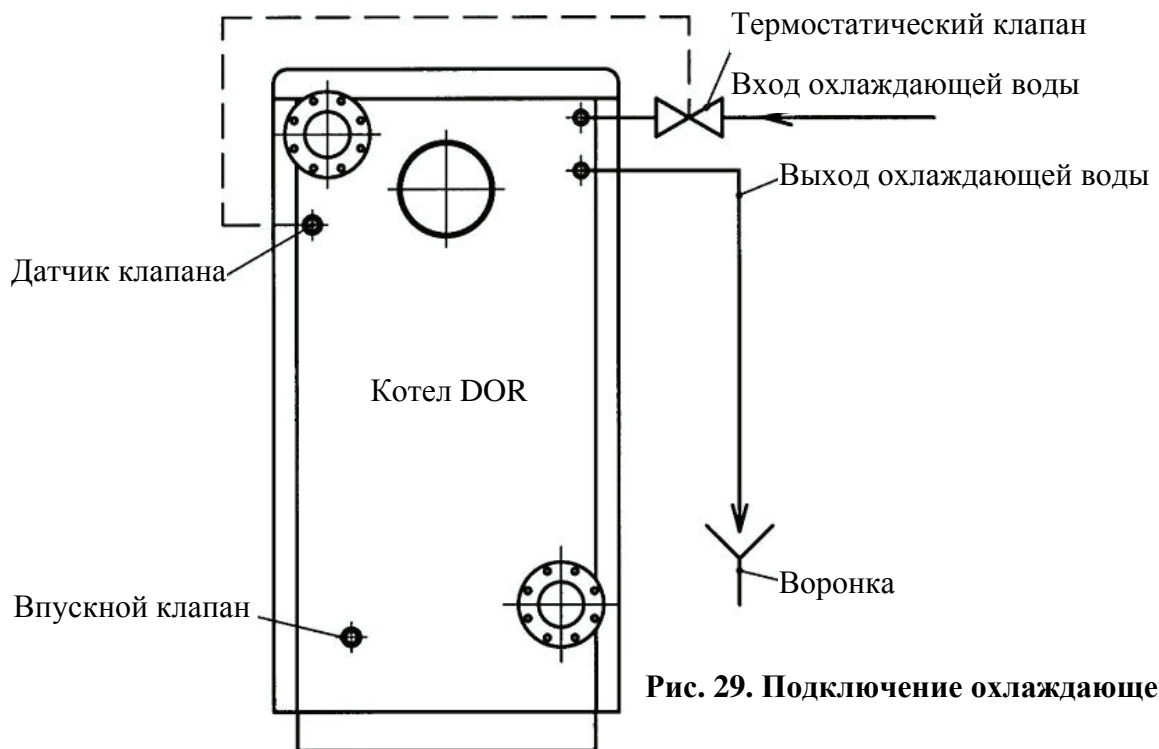 Термостатический клапан
Вход охлаждающей воды
Выход охлаждающей воды
Датчик клапана
Котел DOR
Воронка
Впускной клапан
Рис. 29. Подключение охлаждающе